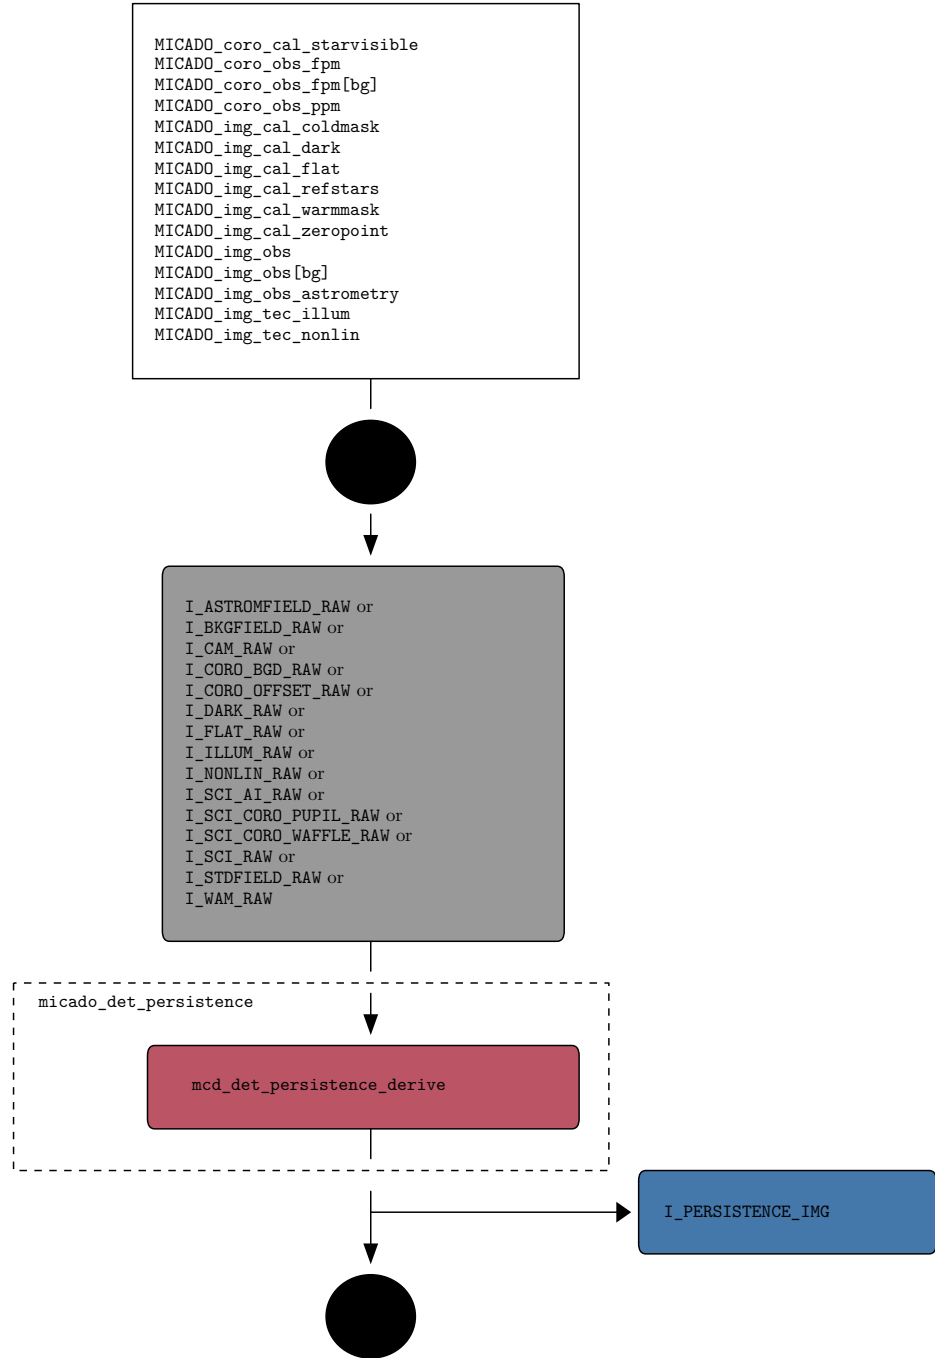 MICADO_coro_cal_starvisible
MICADO_coro_obs_fpm
MICADO_coro_obs_fpm[bg]
MICADO_coro_obs_ppm
MICADO_img_cal_coldmask
MICADO_img_cal_dark
MICADO_img_cal_flat
MICADO_img_cal_refstars
MICADO_img_cal_warmmask
MICADO_img_cal_zeropoint
MICADO_img_obs
MICADO_img_obs[bg]
MICADO_img_obs_astrometry
MICADO_img_tec_illum
MICADO_img_tec_nonlin
I_ASTROMFIELD_RAW or
I_BKGFIELD_RAW or
I_CAM_RAW or
I_CORO_BGD_RAW or
I_CORO_OFFSET_RAW or
I_DARK_RAW or
I_FLAT_RAW or
I_ILLUM_RAW or
I_NONLIN_RAW or
I_SCI_AI_RAW or
I_SCI_CORO_PUPIL_RAW or
I_SCI_CORO_WAFFLE_RAW or
I_SCI_RAW or
I_STDFIELD_RAW or
I_WAM_RAW
micado_det_persistence
mcd_det_persistence_derive
I_PERSISTENCE_IMG